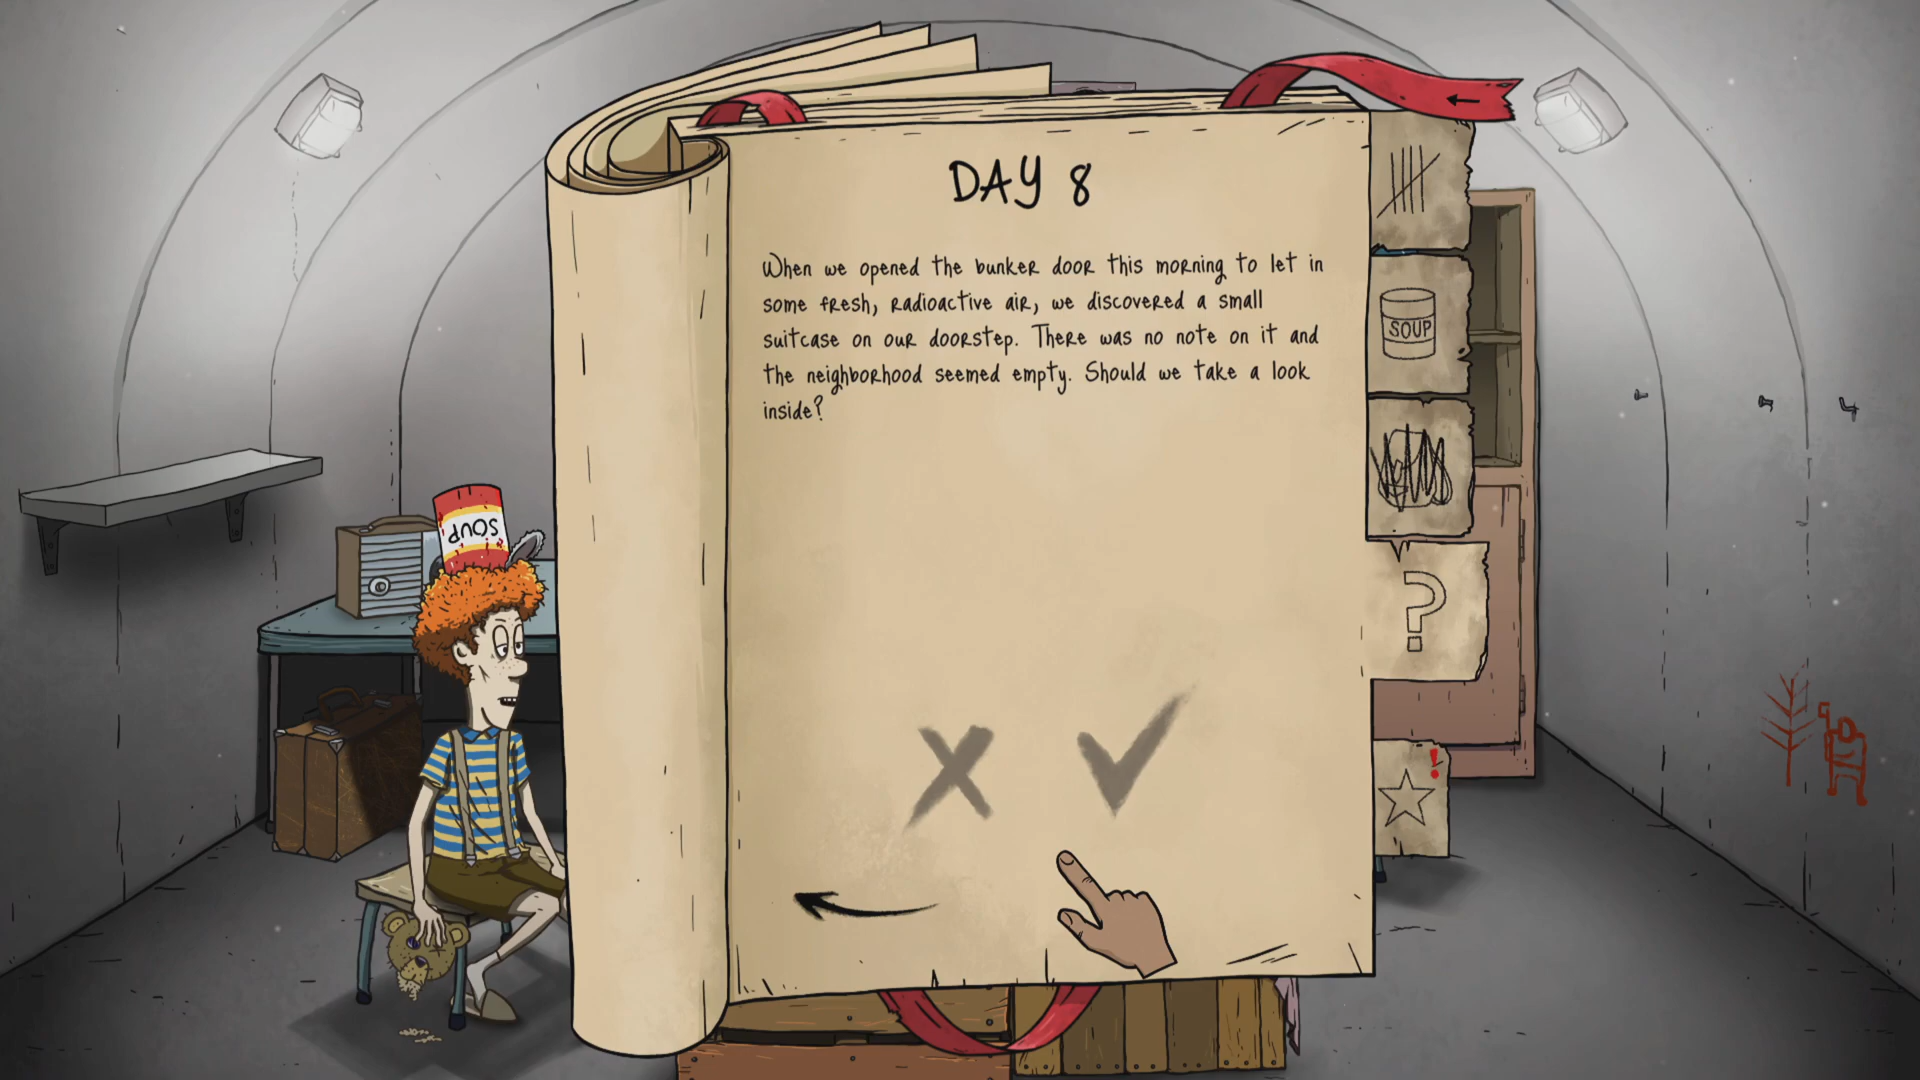 DAY 8
When we opened the bunker door this morning to let in
some fresh, radioactive air, we discovered a small
suitcase on our doorstep. There was no note on it and
the neighborhood seemed empty. Should we take a look
inside?
SOUP
?
!
SOUP